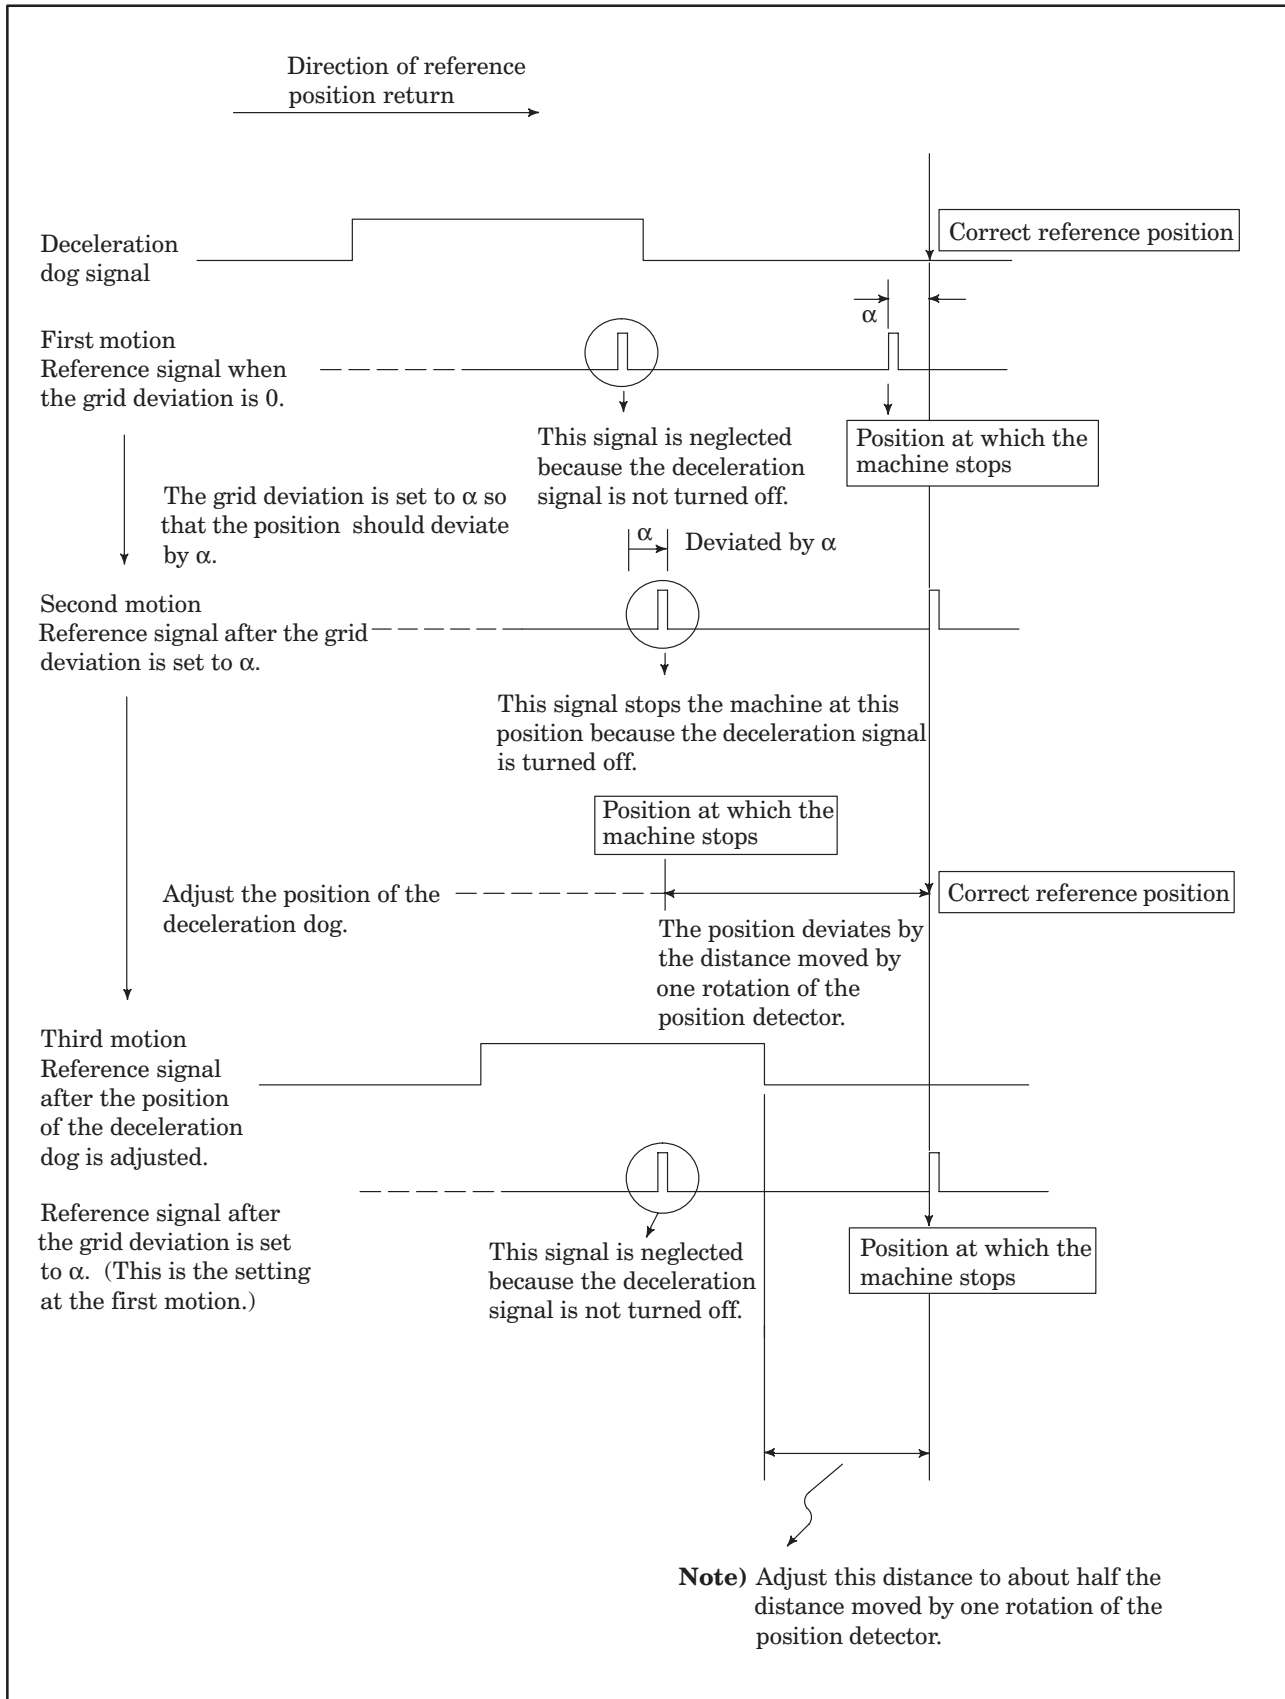 Direction of reference
position return
Correct reference position
Deceleration
dog signal
α
First motion
Reference signal when
the grid deviation is 0.
This signal is neglected
because the deceleration
signal is not turned off.
Position at which the
machine stops
The grid deviation is set to α so
that the position should deviate
by α.
α
Deviated by α
Second motion
Reference signal after the grid
deviation is set to α.
This signal stops the machine at this
position because the deceleration signal
is turned off.
Position at which the
machine stops
Adjust the position of the
deceleration dog.
Correct reference position
The position deviates by
the distance moved by
one rotation of the
position detector.
Third motion
Reference signal
after the position
of the deceleration
dog is adjusted.
Reference signal after
the grid deviation is set
to α. (This is the setting
at the first motion.)
This signal is neglected
because the deceleration
signal is not turned off.
Position at which the
machine stops
Note) Adjust this distance to about half the
distance moved by one rotation of the
position detector.